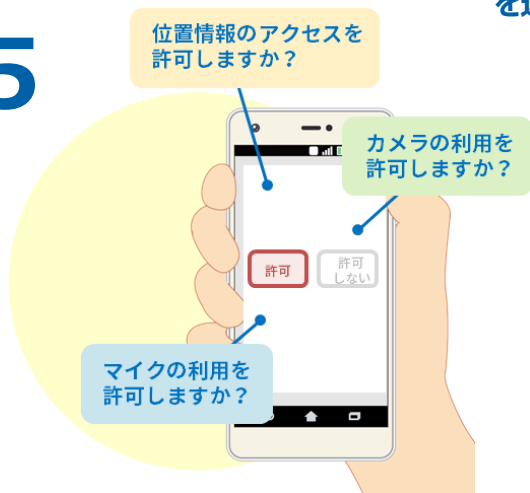 5
位置情報のアクセスを
許可しますか？
カメラの利用を
許可しますか？
許可
許可
しない
マイクの利用を
許可しますか？